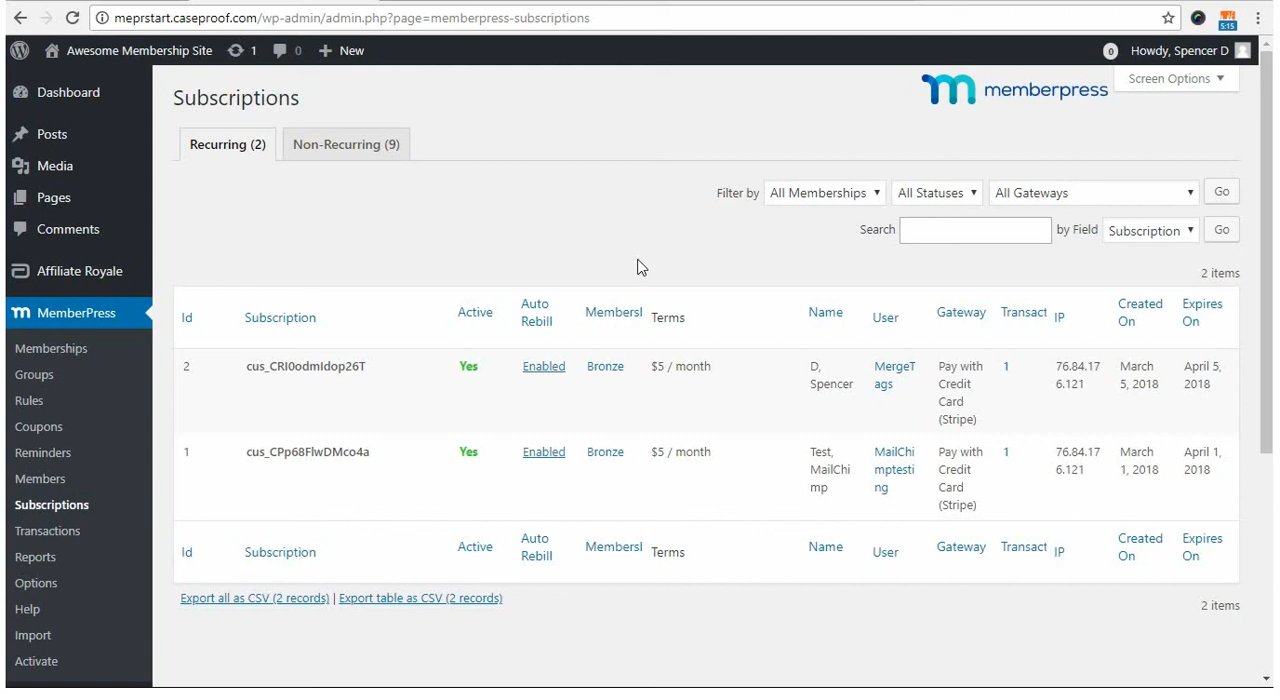 meprstart.caseproof.com/wp-admin/admin.php?page=memberpress-subscriptions
5:15
Awesome Membership Site 1 0 New
0 Howdy, Spencer D
Screen Options
memberpress
Dashboard
Posts
Media
Pages
Comments
Affiliate Royale
MemberPress
Memberships
Groups
Rules
Coupons
Reminders
Members
Subscriptions
Transactions
Reports
Options
Help
Import
Activate
Subscriptions
Recurring (2) Non-Recurring (9)
Filter by All Memberships All Statuses All Gateways Go
Search by Field Subscription Go
2 items
Id Subscription Active Auto Rebill Membersl Terms Name User Gateway Transact IP Created On Expires On
2 cus_CRI0odmIdop26T Yes Enabled Bronze $5 / month D, MergeT Pay with 1 76.84.17 March April 5,
Spencer ags Credit 6.121 5, 2018 2018
Card
(Stripe)
1 cus_CPp68FlwDMco4a Yes Enabled Bronze $5 / month Test, MailChi Pay with 1 76.84.17 March April 1,
MailChi mptesti Credit 6.121 1, 2018 2018
mp ng Card
(Stripe)
Id Subscription Active Auto Rebill Membersl Terms Name User Gateway Transact IP Created On Expires On
Export all as CSV (2 records) | Export table as CSV (2 records)
2 items